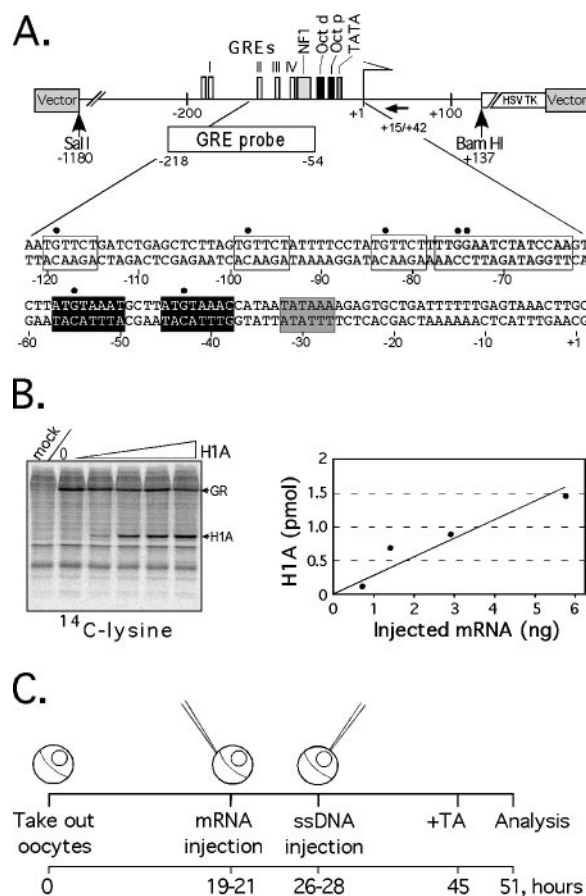 A.
GREs
I
II
III
IV
NF1
Oct d
Oct p
TATA
Vector
HSV TK
Vector
-200
+1
+100
+15/+42
Sal I
-1180
GRE probe
-218
-54
Bam HI
+137
AATGTTCTGATCTGAGCTCTTAGTGTTCTATTTTCCTATGTTCTTTTGGAATCTATCCAAGT
TTACAAGACTAGACTCGAGAATCACAAGATAAAAGGATACAAGAAAACCTTAGATAGGTTCA
-120 -110 -100 -90 -80 -70
CTTATGTAAATGCTTATGTAAACCATAATATAAAAGAGTGCTGATTTTTTGAGTAAACTTGC
GAATACATTTACGAATACATTTGGTATTATATTTTCTCACGACTAAAAAACTCATTTGAACG
-60 -50 -40 -30 -20 -10 +1
B.
mock
0
H1A
GR
H1A
14C-lysine
H1A (pmol)
2
1.5
1.0
0.5
0
0 1 2 3 4 5 6
Injected mRNA (ng)
C.
Take out oocytes
mRNA injection
ssDNA injection
+TA
Analysis
0 19-21 26-28 45 51, hours